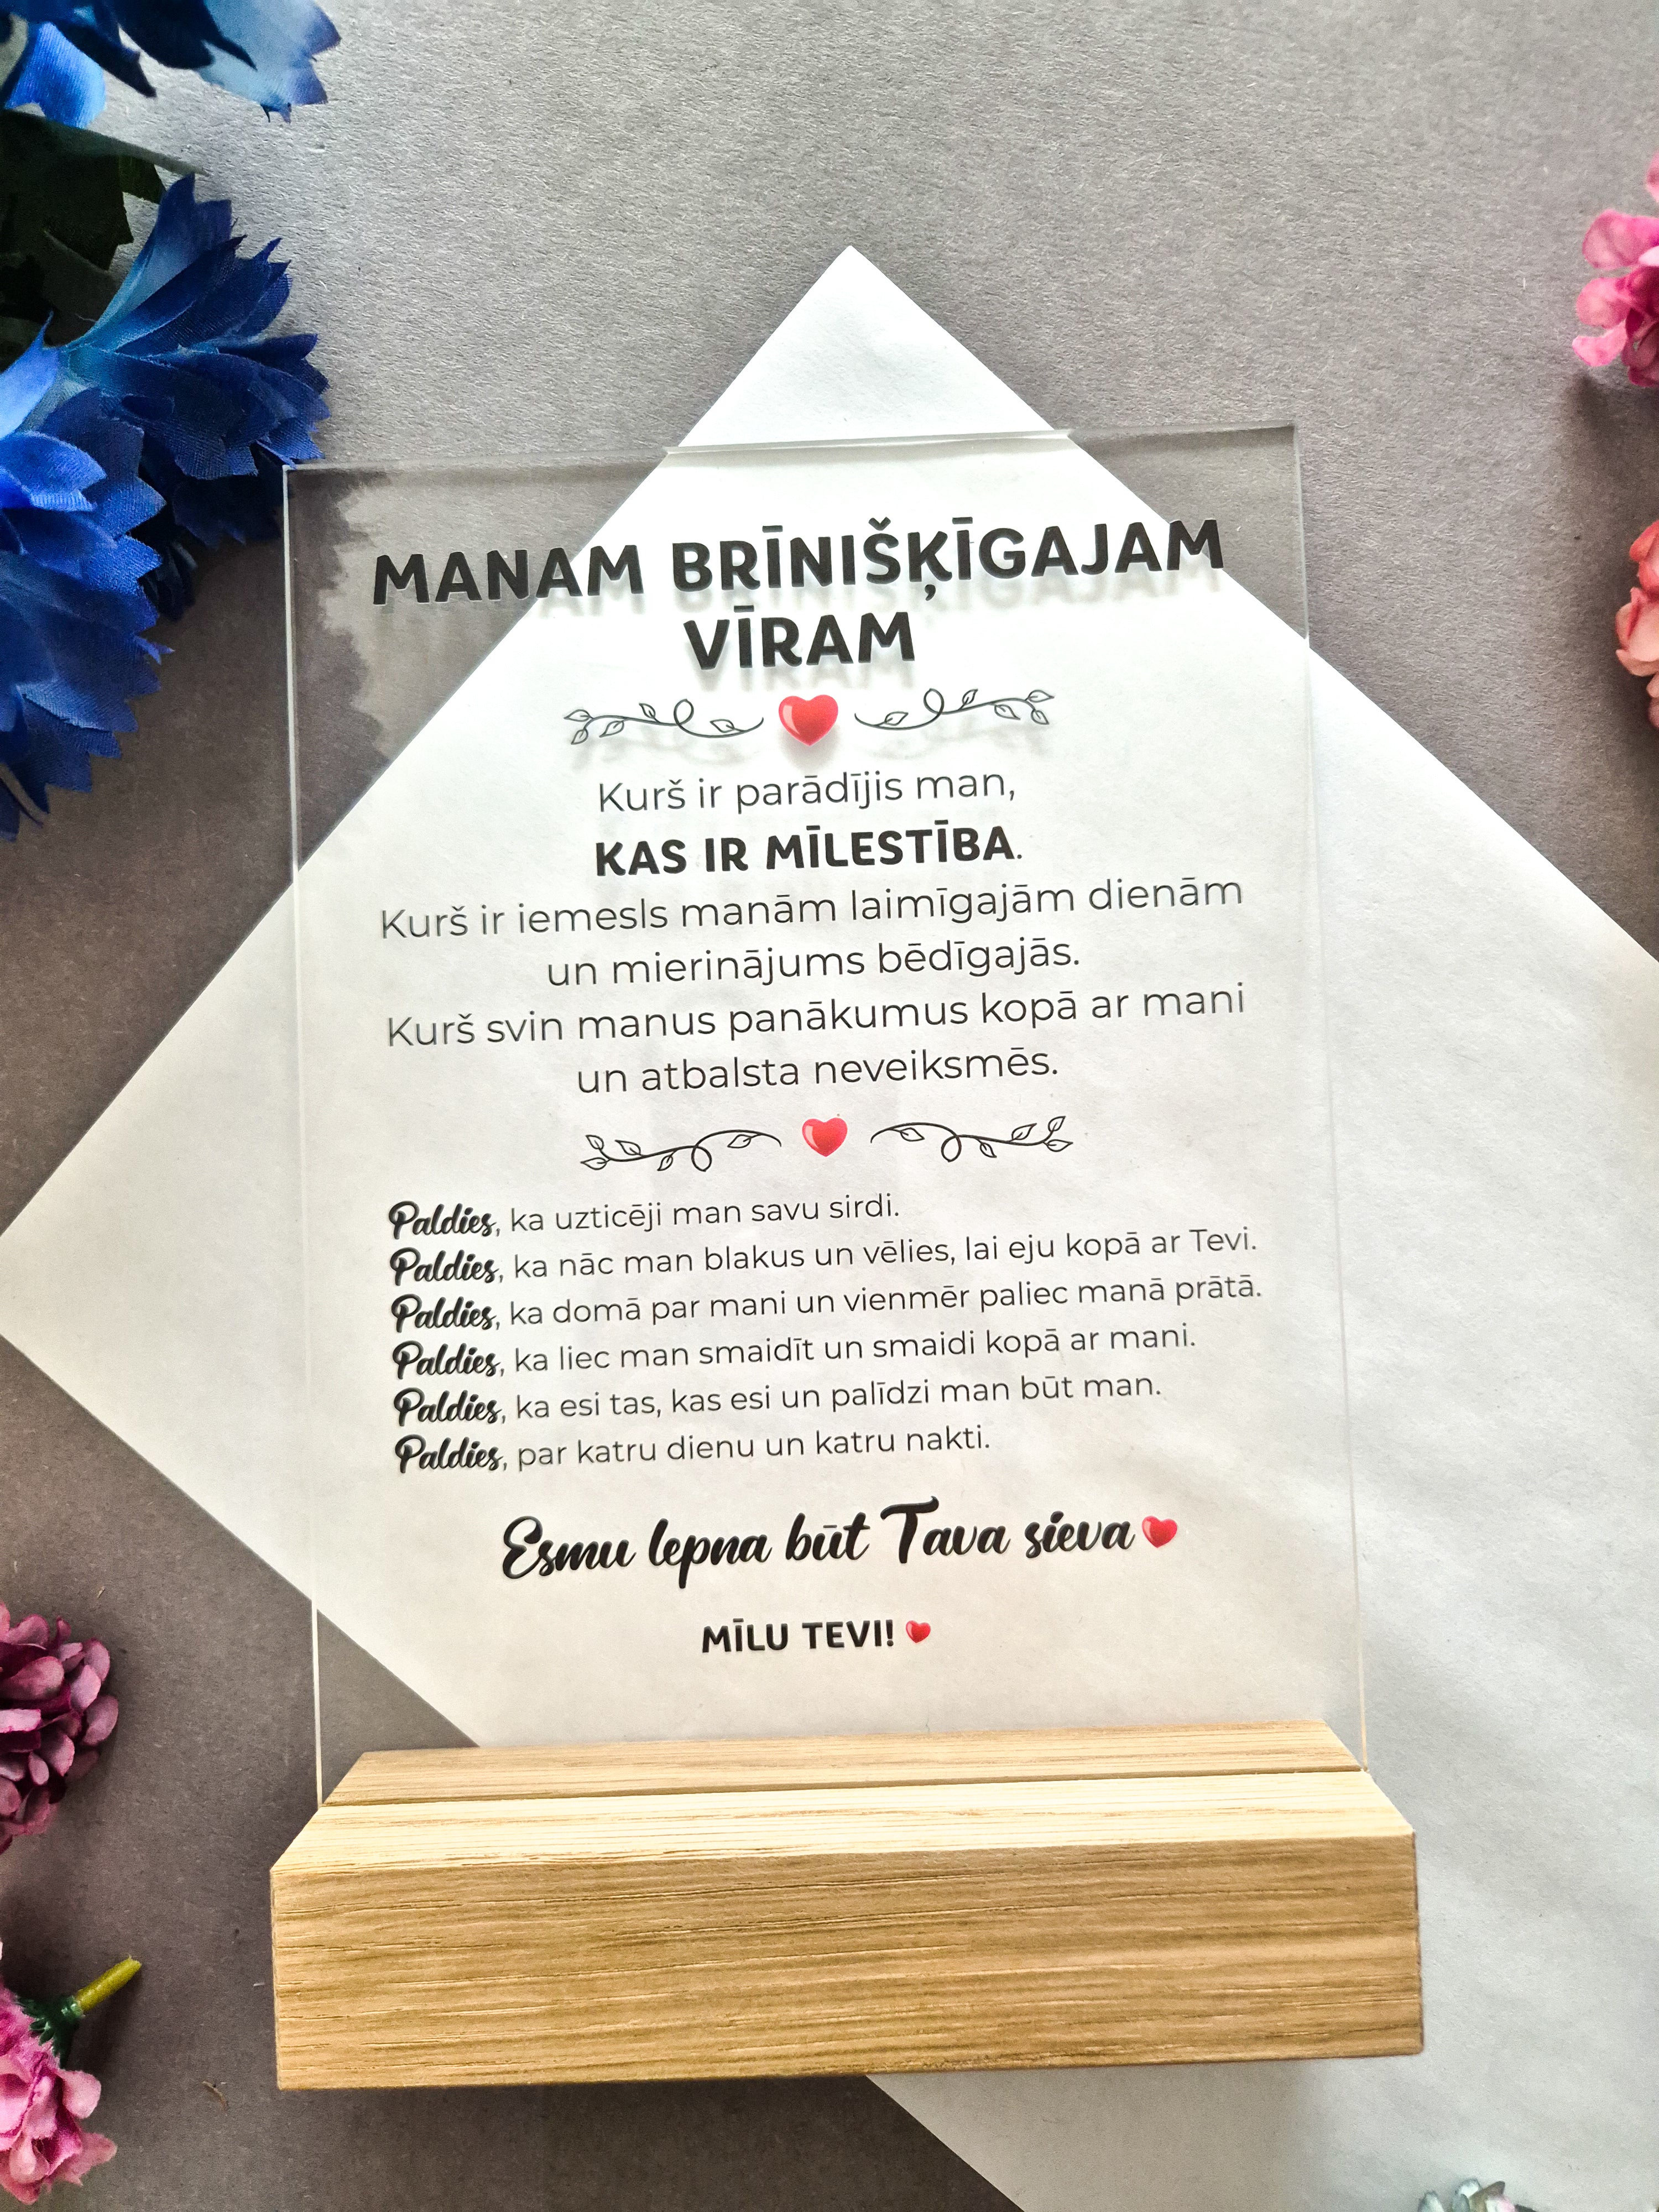 MANAM BRĪNIŠĶĪGAJAM
VĪRAM
Kurš ir parādījis man,
KAS IR MĪLESTĪBA.
Kurš ir iemesls manām laimīgajām dienām
un mierinājums bēdīgajās.
Kurš svin manus panākumus kopā ar mani
un atbalsta neveiksmēs.
Paldies, ka uzticēji man savu sirdi.
Paldies, ka nāc man blakus un vēlies, lai eju kopā ar Tevi.
Paldies, ka domā par mani un vienmēr paliec manā prātā.
Paldies, ka liec man smaidīt un smaidi kopā ar mani.
Paldies, ka esi tas, kas esi un palīdzi man būt man.
Paldies, par katru dienu un katru nakti.
Esmu lepna būt Tava sieva
MĪLU TEVI!